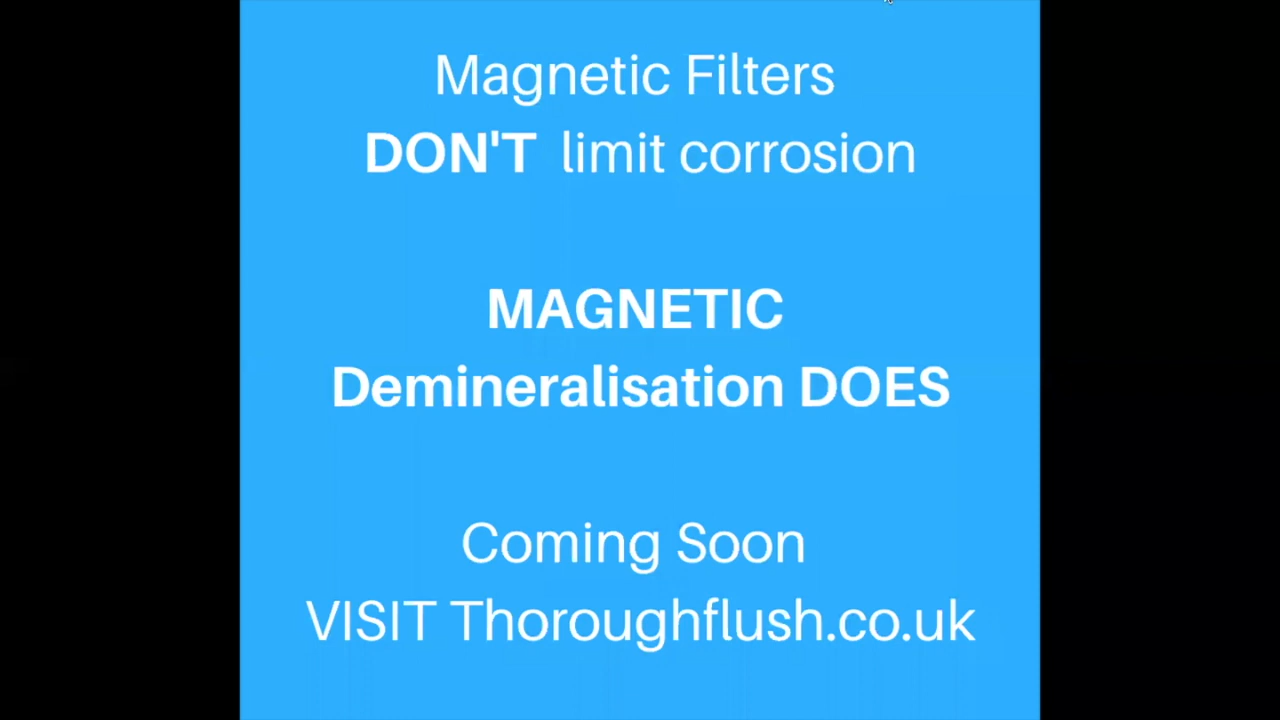 Magnetic Filters
DON'T limit corrosion
MAGNETIC
Demineralisation DOES
Coming Soon
VISIT Thoroughflush.co.uk